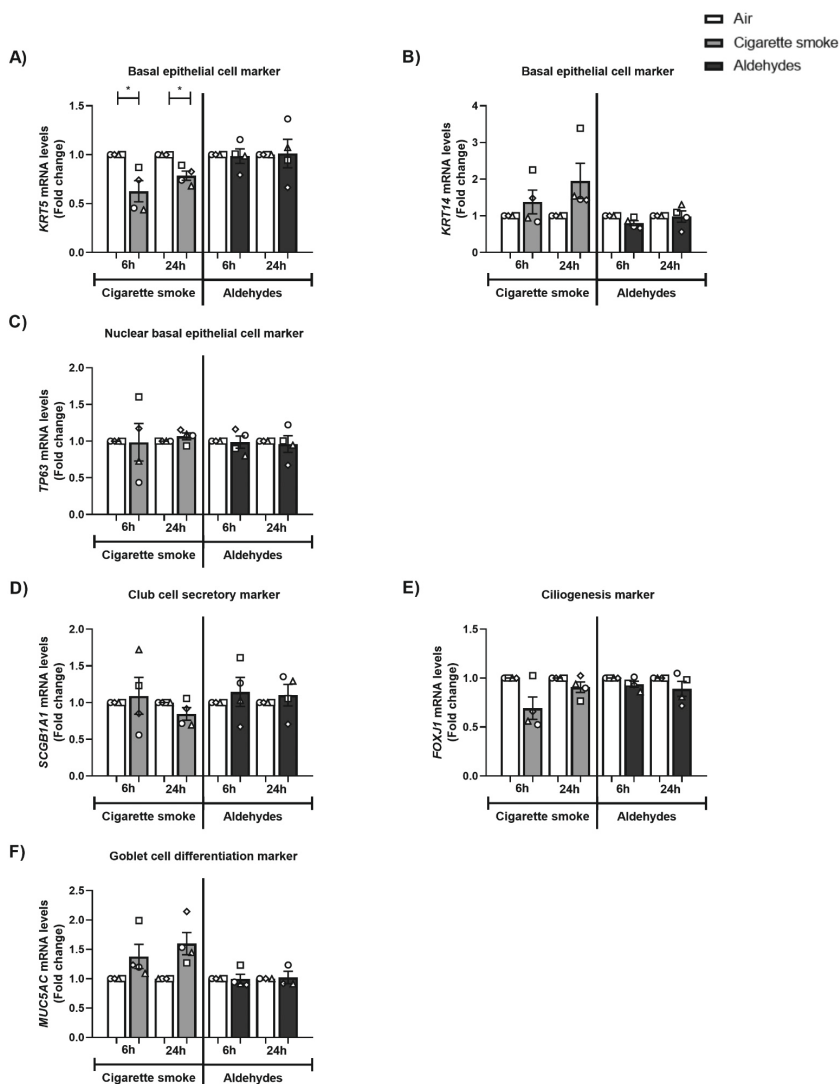 Air
Cigarette smoke
Aldehydes
A)
Basal epithelial cell marker
* *
KRT5 mRNA levels
(Fold change)
1.5
1.0
0.5
0.0
6h 24h 6h 24h
Cigarette smoke Aldehydes
B)
Basal epithelial cell marker
KRT14 mRNA levels
(Fold change)
4
3
2
1
0
6h 24h 6h 24h
Cigarette smoke Aldehydes
C)
Nuclear basal epithelial cell marker
TP63 mRNA levels
(Fold change)
2.0
1.5
1.0
0.5
0.0
6h 24h 6h 24h
Cigarette smoke Aldehydes
D)
Club cell secretory marker
SCGB1A1 mRNA levels
(Fold change)
2.0
1.5
1.0
0.5
0.0
6h 24h 6h 24h
Cigarette smoke Aldehydes
E)
Ciliogenesis marker
FOXJ1 mRNA levels
(Fold change)
1.5
1.0
0.5
0.0
6h 24h 6h 24h
Cigarette smoke Aldehydes
F)
Goblet cell differentiation marker
MUC5AC mRNA levels
(Fold change)
2.5
2.0
1.5
1.0
0.5
0.0
6h 24h 6h 24h
Cigarette smoke Aldehydes